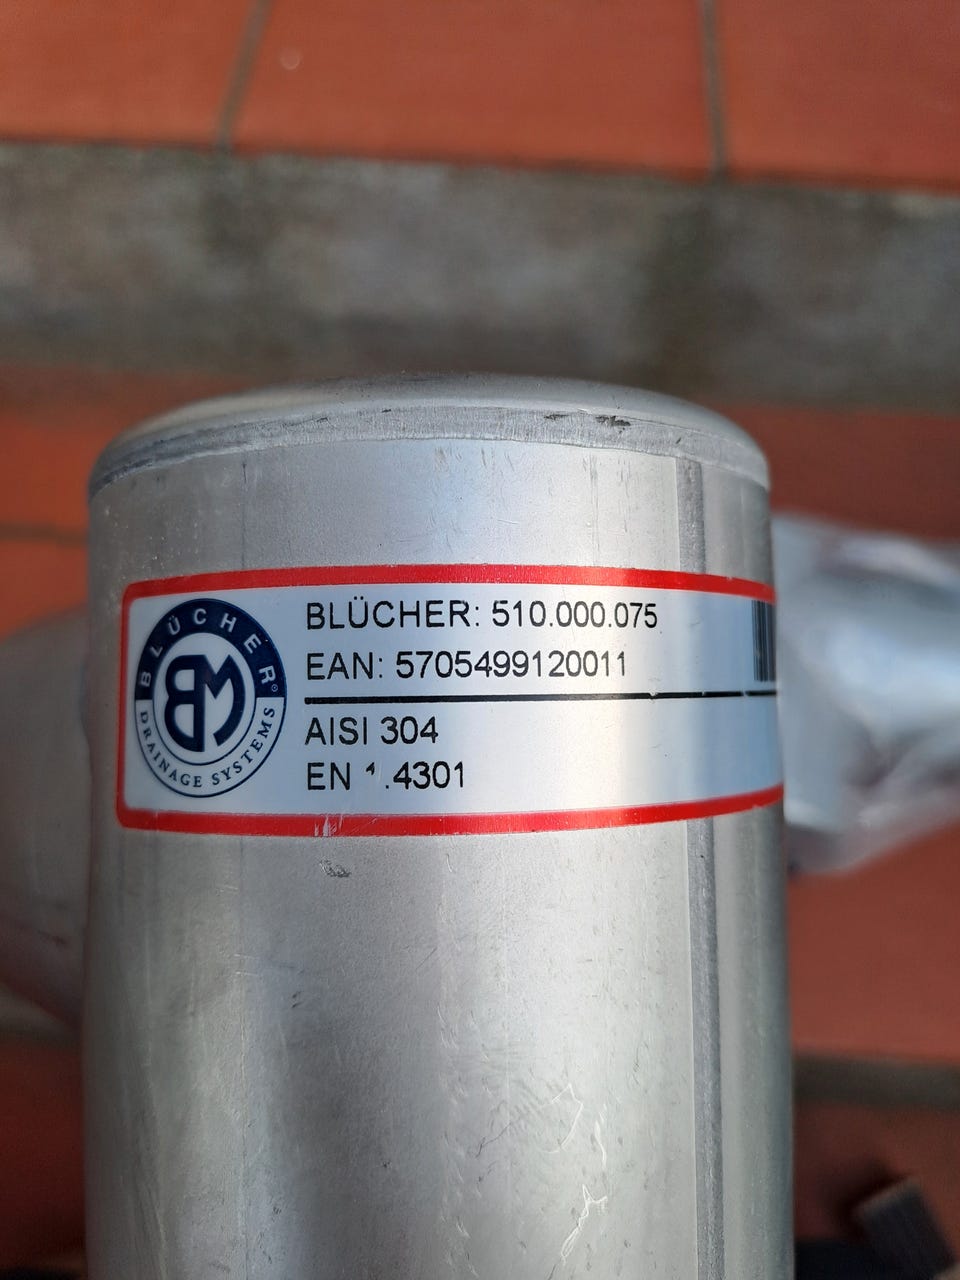 BLÜCHER®
BM
DRAINAGE SYSTEMS
BLÜCHER: 510.000.075
EAN: 5705499120011
AISI 304
EN 1.4301